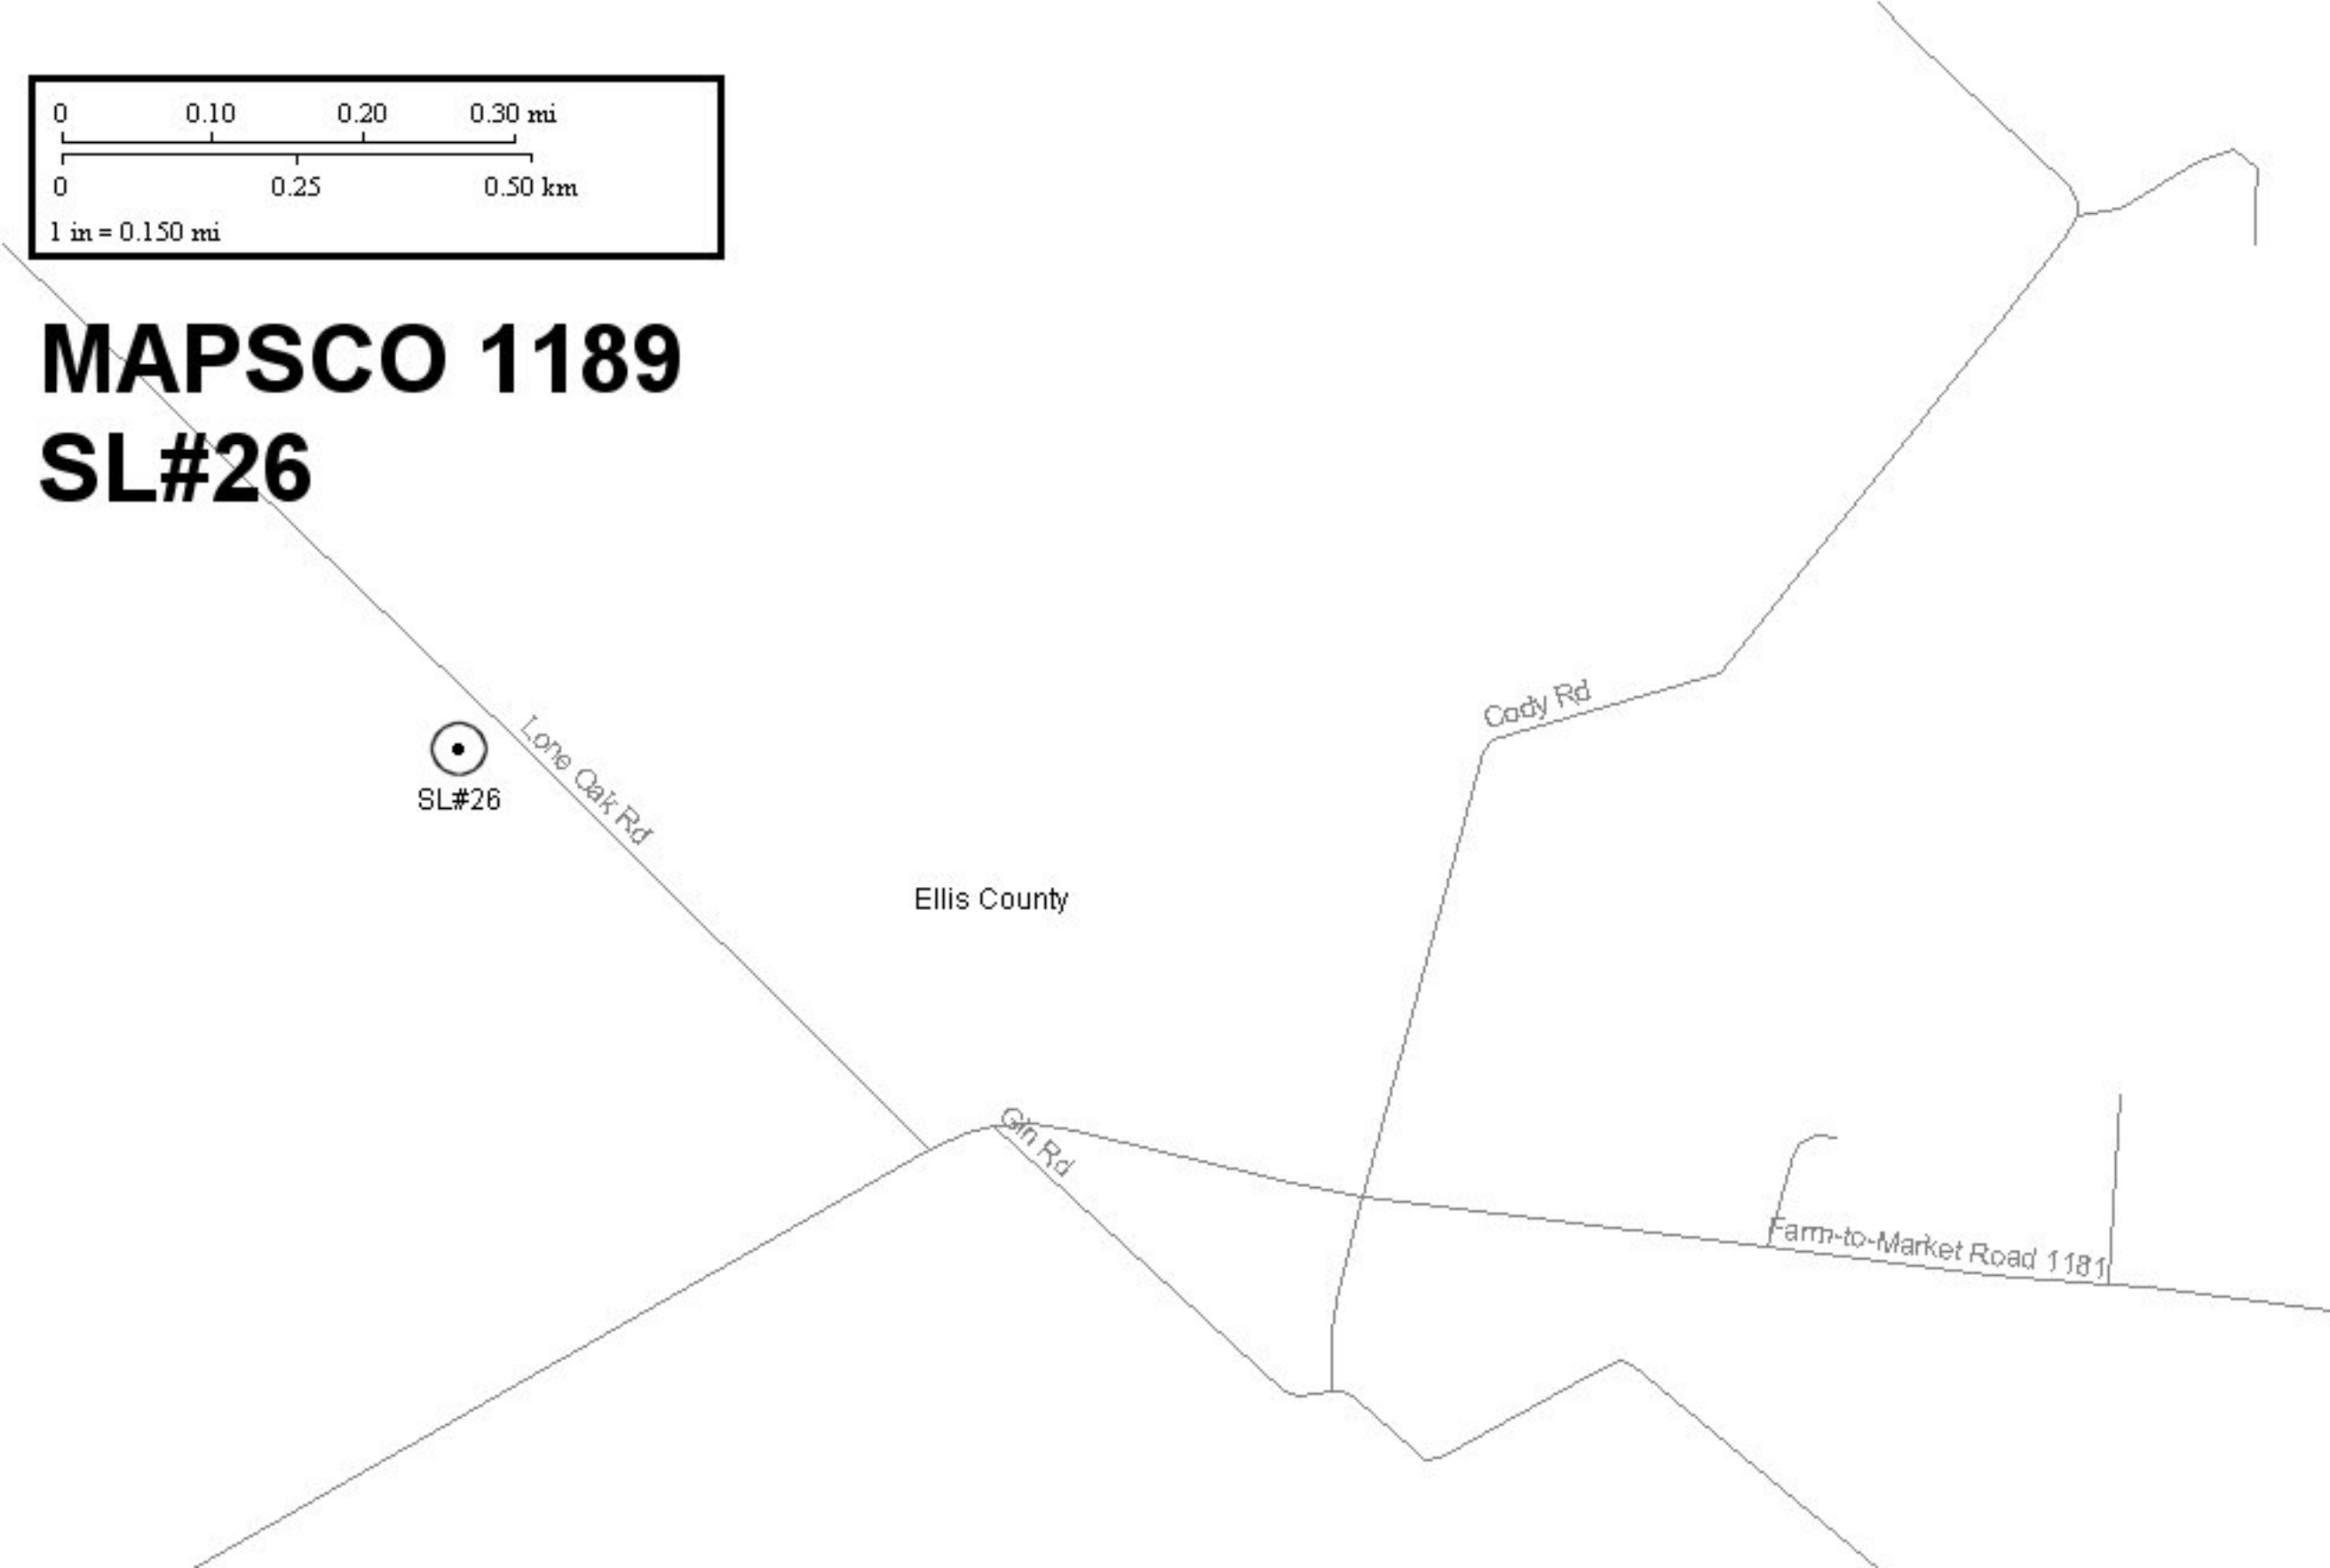 0 0.10 0.20 0.30 mi
0 0.25 0.50 km
1 in = 0.150 mi
MAPSCO 1189
SL#26
Cody Rd
Lone Oak Rd
SL#26
Ellis County
Gin Rd
Farm-to-Market Road 1181